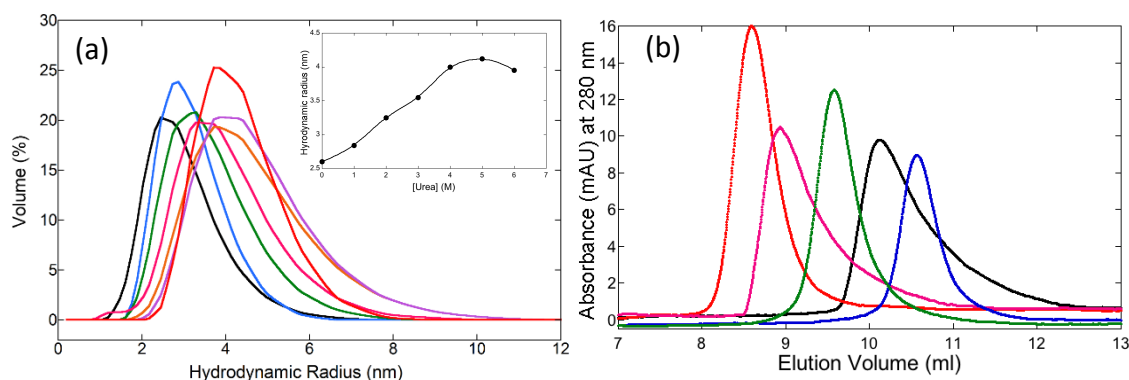 (a)
Volume (%)
30
25
20
15
10
5
0
0 2 4 6 8 10 12
Hydrodynamic Radius (nm)
Hyrodynamic radius (nm)
4.5
4
3.5
3
2.5
0 1 2 3 4 5 6 7
[Urea] (M)
(b)
Absorbance (mAU) at 280 nm
16
14
12
10
8
6
4
2
0
7 8 9 10 11 12 13
Elution Volume (ml)